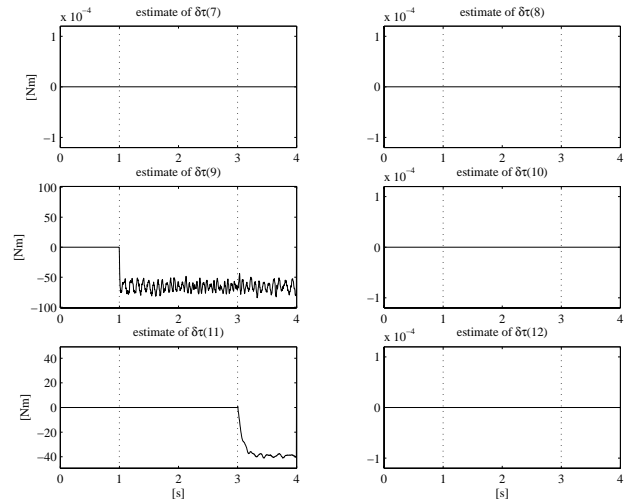 estimate of δτ(7)
x 10⁻⁴
1
0
−1
[Nm]
0 1 2 3 4
estimate of δτ(8)
x 10⁻⁴
1
0
−1
0 1 2 3 4
estimate of δτ(9)
100
50
0
−50
−100
[Nm]
0 1 2 3 4
estimate of δτ(10)
x 10⁻⁴
1
0
−1
0 1 2 3 4
estimate of δτ(11)
40
20
0
−20
−40
[Nm]
0 1 2 3 4
[s]
estimate of δτ(12)
x 10⁻⁴
1
0
−1
0 1 2 3 4
[s]